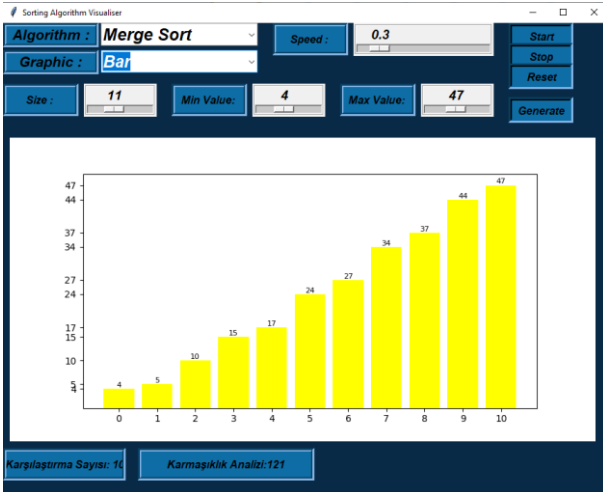 Sorting Algorithm Visualiser
Algorithm : Merge Sort
Speed : 0.3
Start
Stop
Reset
Graphic : Bar
Size : 11
Min Value: 4
Max Value: 47
Generate
47
44
37
34
27
24
17
15
10
5
4
4
5
10
15
17
24
27
34
37
44
47
0 1 2 3 4 5 6 7 8 9 10
Karşılaştırma Sayısı:
Karmaşıklık Analizi:121